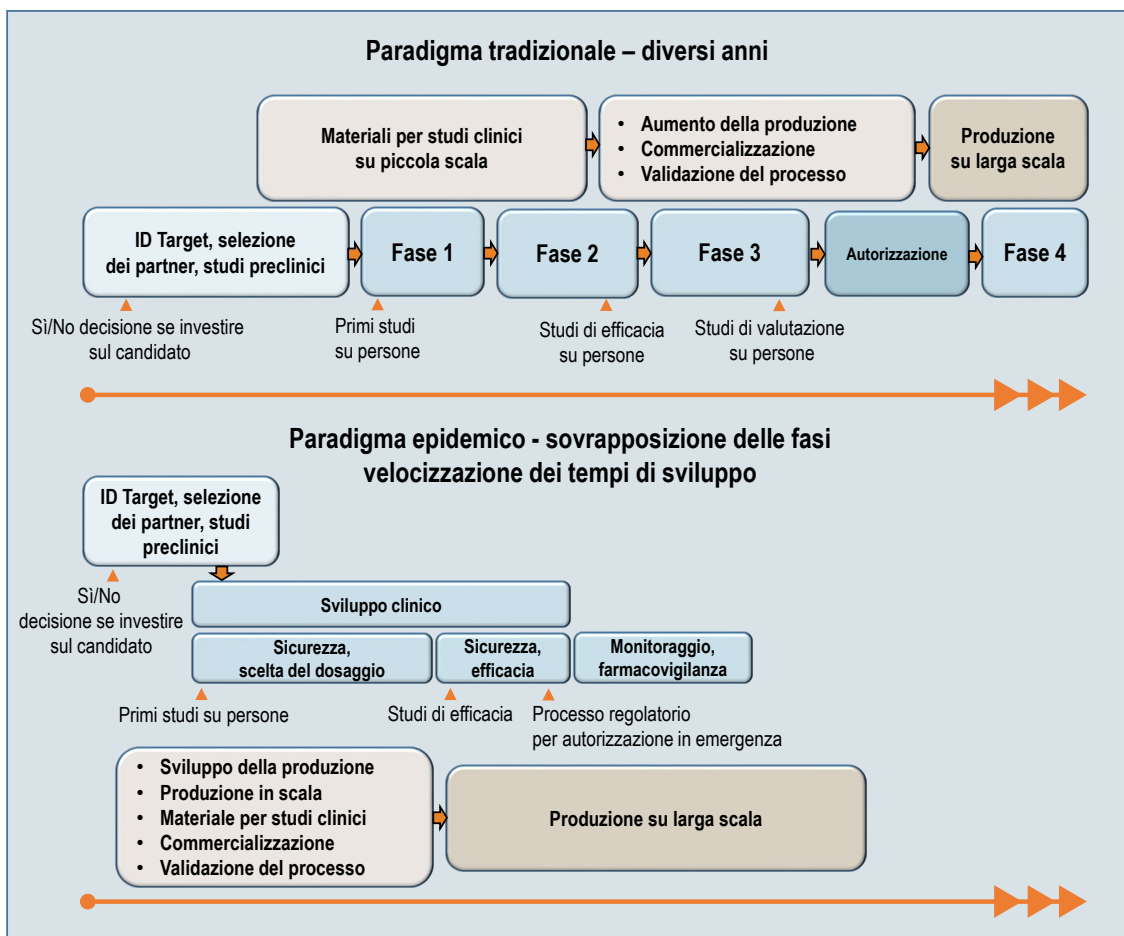 Paradigma tradizionale – diversi anni
Materiali per studi clinici
su piccola scala
• Aumento della produzione
• Commercializzazione
• Validazione del processo
Produzione
su larga scala
ID Target, selezione
dei partner, studi preclinici
Fase 1
Fase 2
Fase 3
Autorizzazione
Fase 4
Sì/No decisione se investire
sul candidato
Primi studi
su persone
Studi di efficacia
su persone
Studi di valutazione
su persone
Paradigma epidemico - sovrapposizione delle fasi
velocizzazione dei tempi di sviluppo
ID Target, selezione
dei partner, studi
preclinici
Sì/No
decisione se investire
sul candidato
Sviluppo clinico
Sicurezza,
scelta del dosaggio
Sicurezza,
efficacia
Monitoraggio,
farmacovigilanza
Primi studi su persone
Studi di efficacia
Processo regolatorio
per autorizzazione in emergenza
• Sviluppo della produzione
• Produzione in scala
• Materiale per studi clinici
• Commercializzazione
• Validazione del processo
Produzione su larga scala